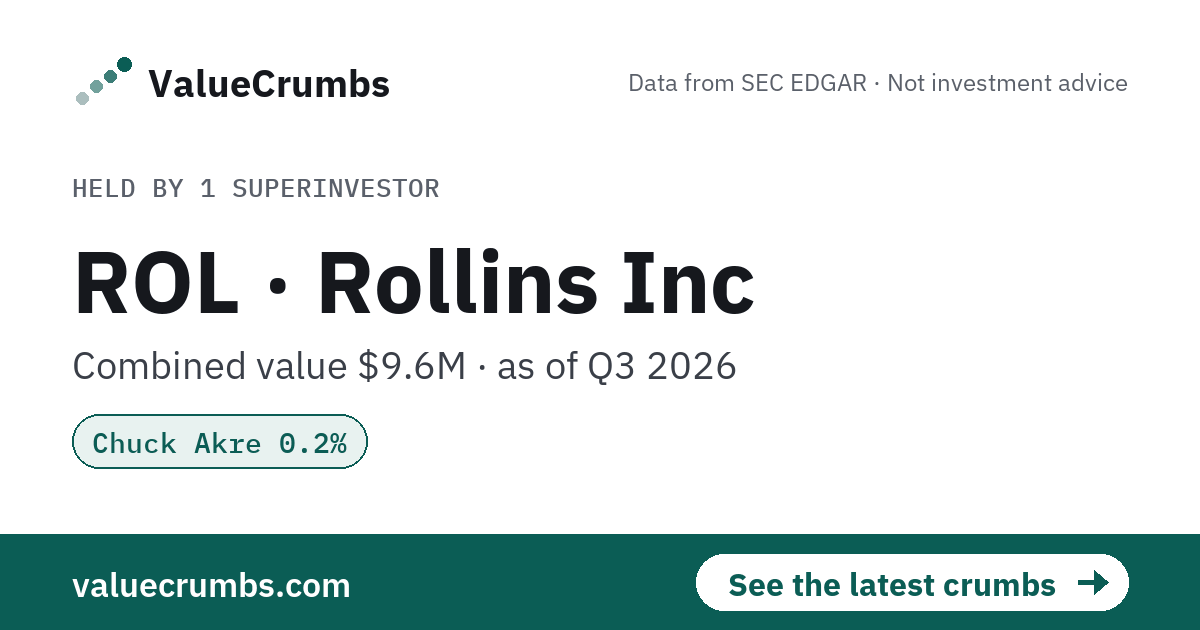 ValueCrumbs
Data from SEC EDGAR · Not investment advice
HELD BY 1 SUPERINVESTOR
ROL · Rollins Inc
Combined value $9.6M · as of Q3 2026
Chuck Akre 0.2%
valuecrumbs.com
See the latest crumbs